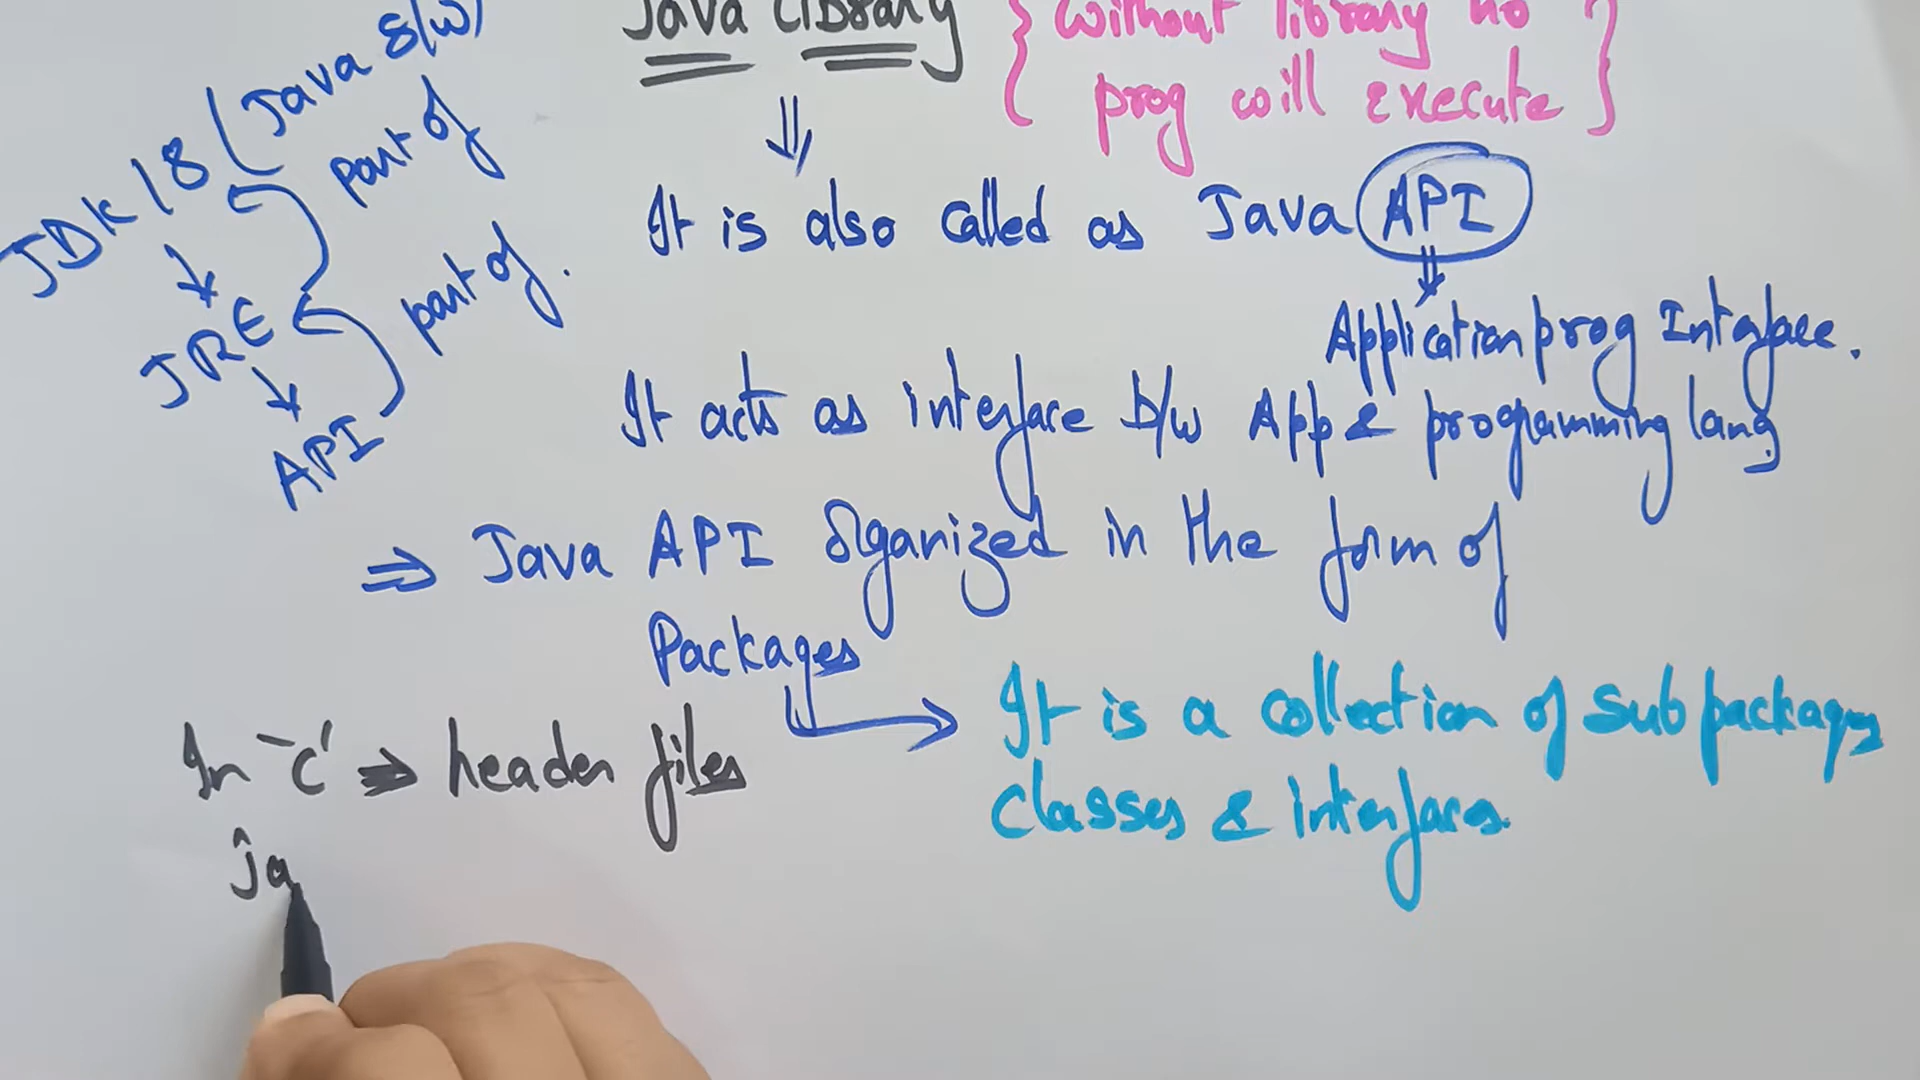 Java Library { Without library no
prog will execute }
JDK 18 (Java S/W)
part of
JRE
part of.
API
It is also called as Java API
Application prog Interface.
It acts as interface b/w App & programming lang.
⇒ Java API Organized in the form of
Packages
It is a collection of sub packages
classes & interfaces.
In 'C' ⇒ header files
ja